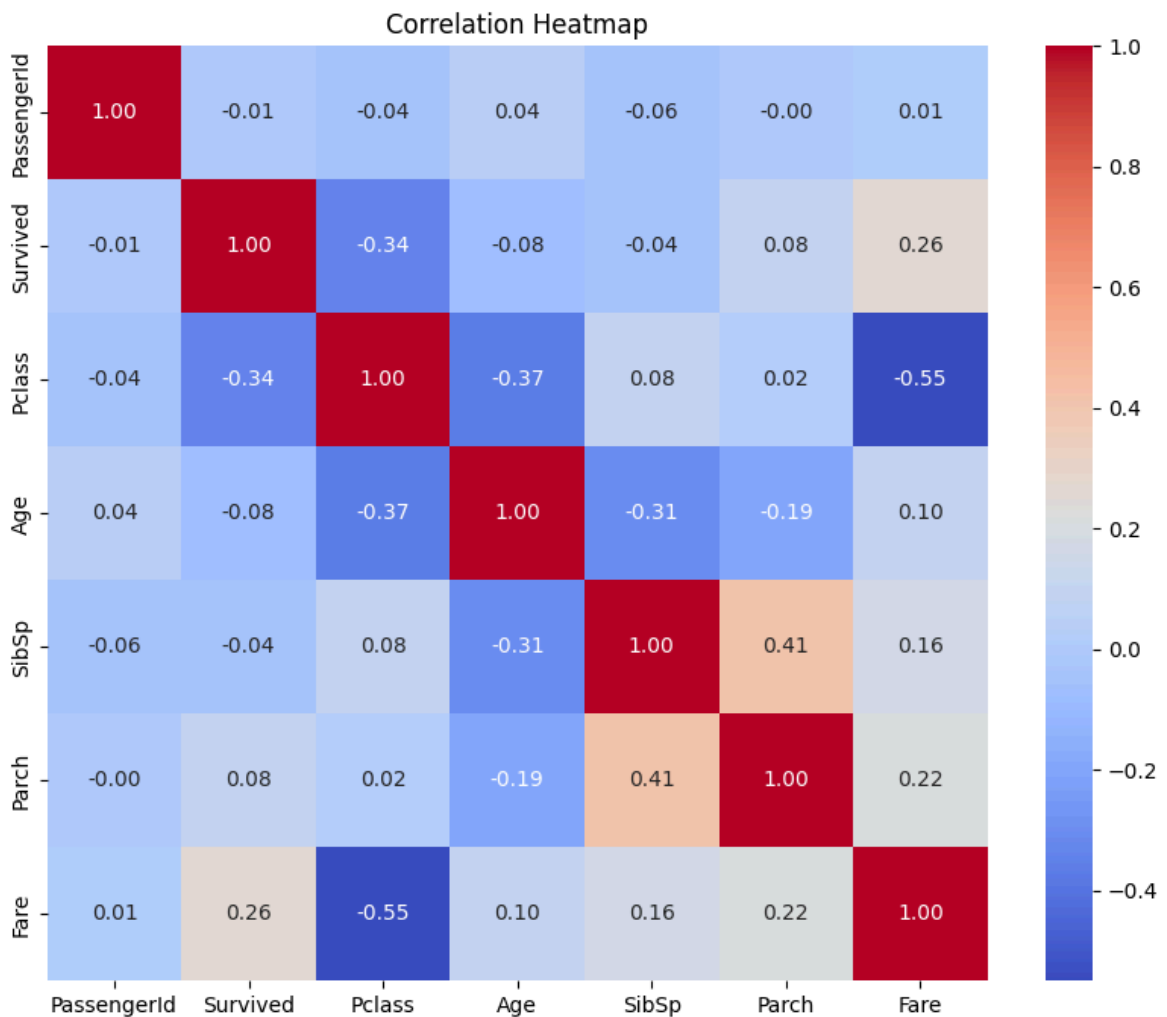 Correlation Heatmap
PassengerId 1.00 -0.01 -0.04 0.04 -0.06 -0.00 0.01
Survived -0.01 1.00 -0.34 -0.08 -0.04 0.08 0.26
Pclass -0.04 -0.34 1.00 -0.37 0.08 0.02 -0.55
Age 0.04 -0.08 -0.37 1.00 -0.31 -0.19 0.10
SibSp -0.06 -0.04 0.08 -0.31 1.00 0.41 0.16
Parch -0.00 0.08 0.02 -0.19 0.41 1.00 0.22
Fare 0.01 0.26 -0.55 0.10 0.16 0.22 1.00
PassengerId Survived Pclass Age SibSp Parch Fare
1.0
0.8
0.6
0.4
0.2
0.0
−0.2
−0.4